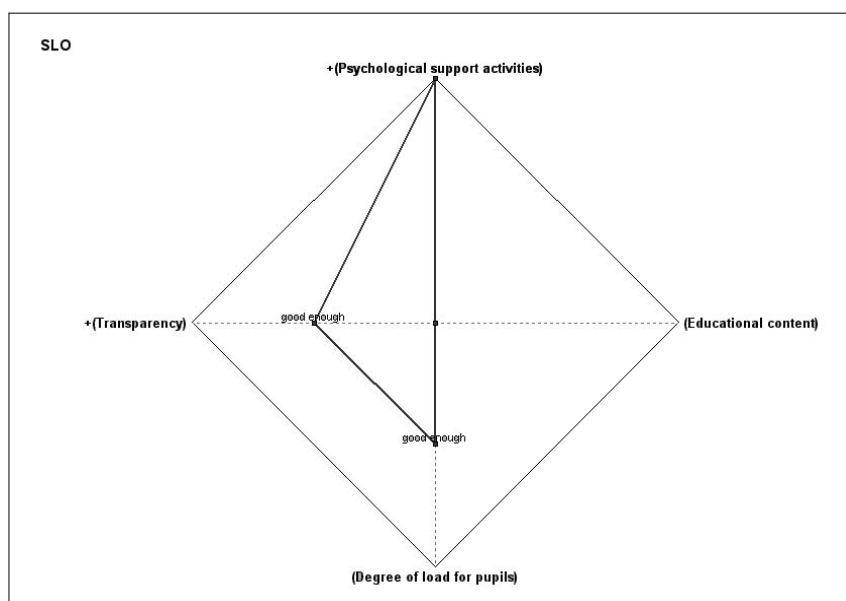 SLO
+(Psychological support activities)
good enough
+(Transparency)
(Educational content)
good enough
(Degree of load for pupils)